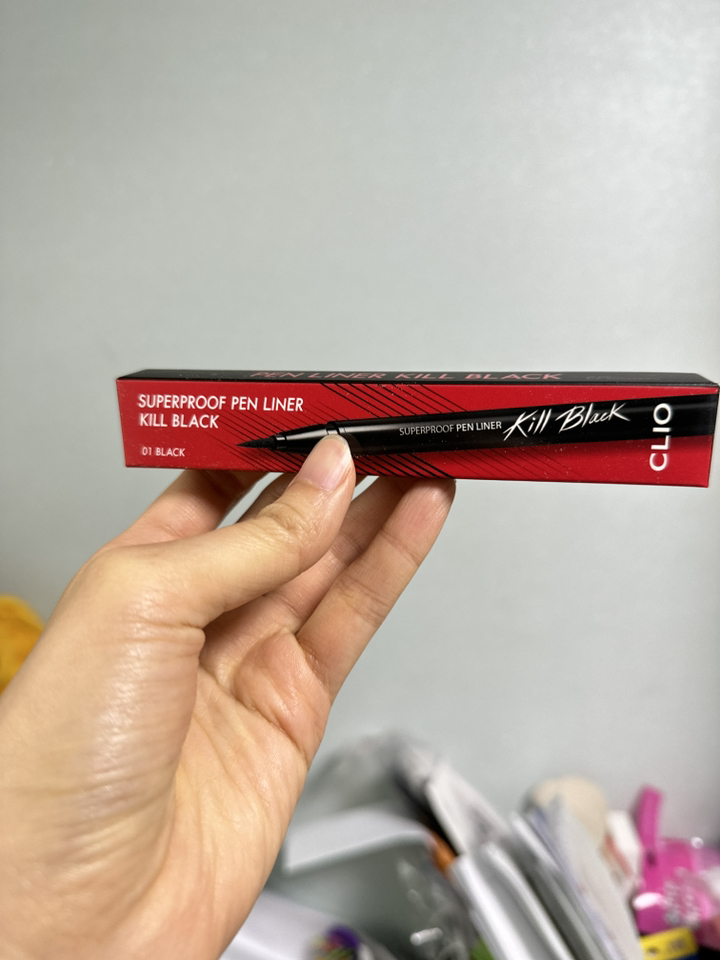 PEN LINER KILL BLACK
SUPERPROOF PEN LINER
KILL BLACK
01 BLACK
SUPERPROOF PEN LINER Kill Black
CLIO